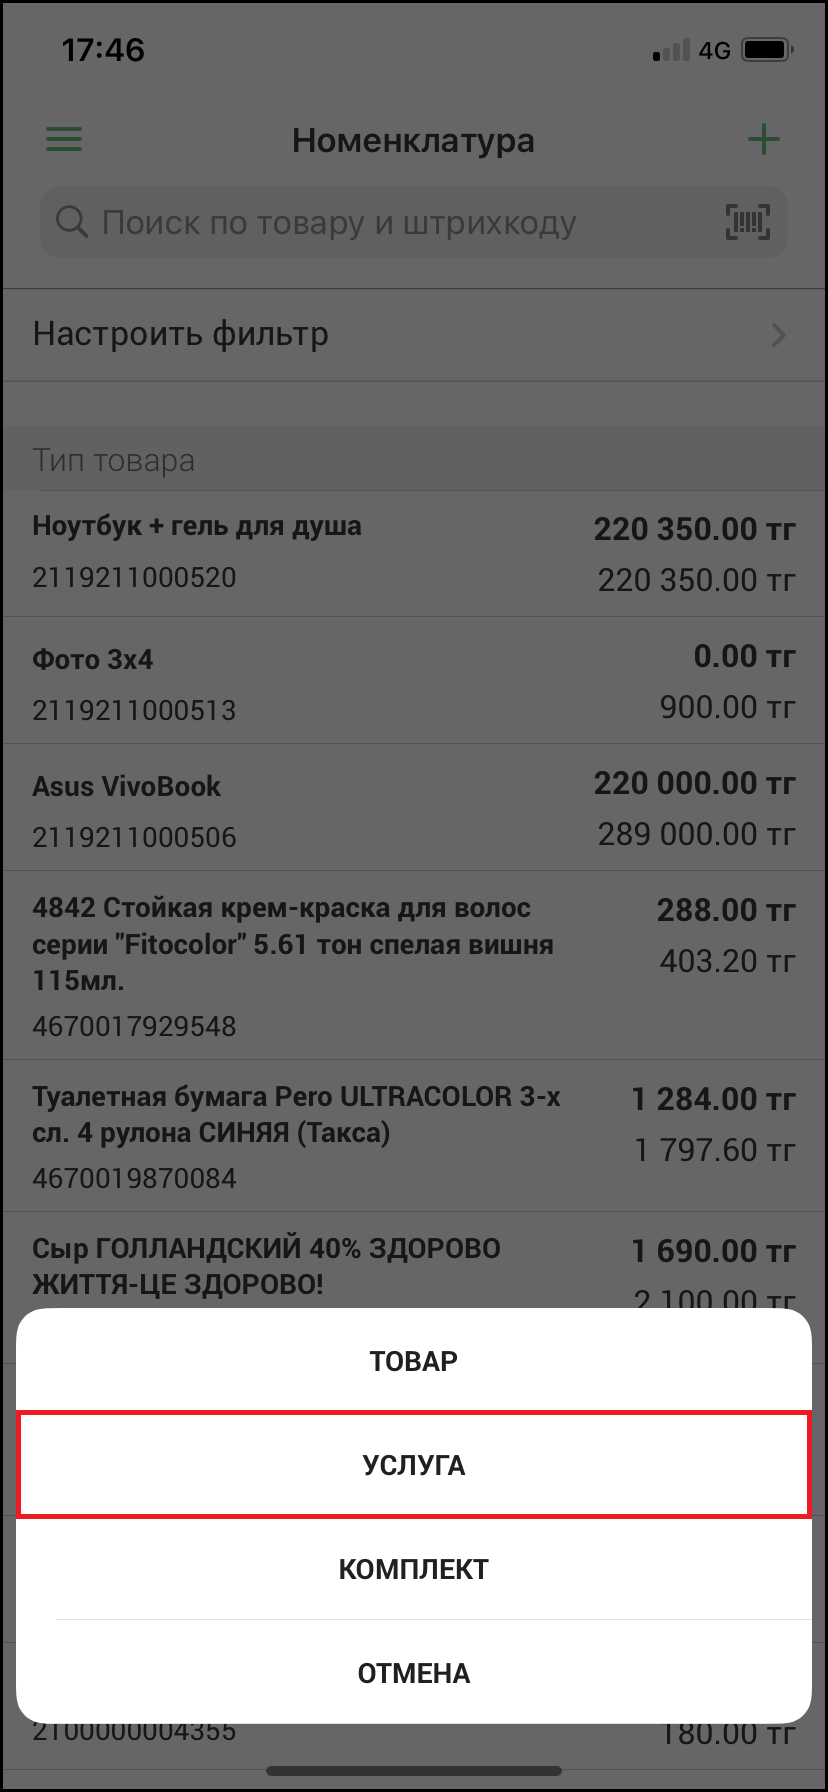 17:46
4G
Номенклатура
Поиск по товару и штрихкоду
Настроить фильтр
Тип товара
Ноутбук + гель для душа
220 350.00 тг
2119211000520
220 350.00 тг
Фото 3х4
0.00 тг
2119211000513
900.00 тг
Asus VivoBook
220 000.00 тг
2119211000506
289 000.00 тг
4842 Стойкая крем-краска для волос
288.00 тг
серии "Fitocolor" 5.61 тон спелая вишня
403.20 тг
115мл.
4670017929548
Туалетная бумага Pero ULTRACOLOR 3-х
1 284.00 тг
сл. 4 рулона СИНЯЯ (Такса)
1 797.60 тг
4670019870084
Сыр ГОЛЛАНДСКИЙ 40% ЗДОРОВО
1 690.00 тг
ЖИТТЯ-ЦЕ ЗДОРОВО!
2 100.00 тг
ТОВАР
УСЛУГА
КОМПЛЕКТ
ОТМЕНА
2100000004355
180.00 тг